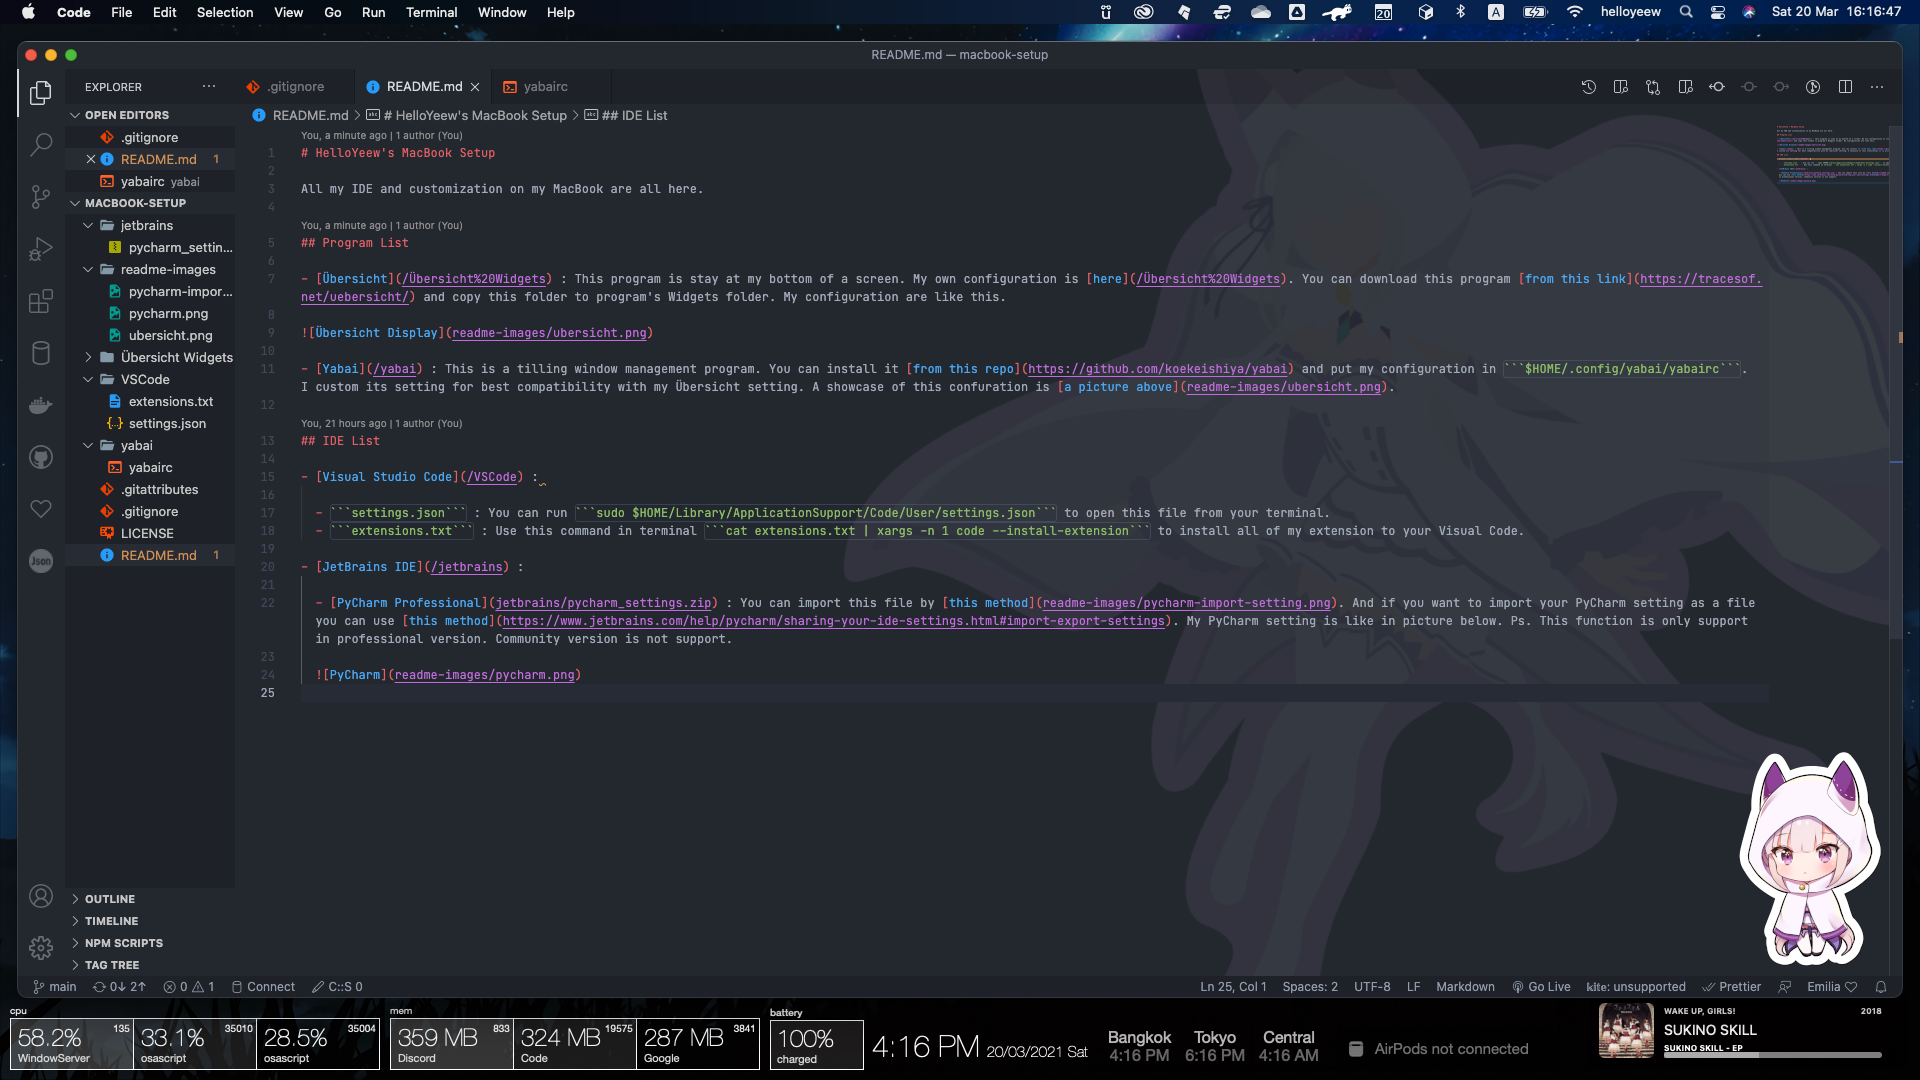 Code File Edit Selection View Go Run Terminal Window Help
ü 20 A helloyeew Sat 20 Mar 16:16:47
README.md — macbook-setup
EXPLORER
.gitignore README.md yabairc
OPEN EDITORS
.gitignore
README.md 1
yabairc yabai
MACBOOK-SETUP
jetbrains
pycharm_settin...
readme-images
pycharm-impor...
pycharm.png
ubersicht.png
Übersicht Widgets
VSCode
extensions.txt
settings.json
yabai
yabairc
.gitattributes
.gitignore
LICENSE
README.md 1
Json
OUTLINE
TIMELINE
NPM SCRIPTS
TAG TREE
README.md > # HelloYeew's MacBook Setup > ## IDE List
You, a minute ago | 1 author (You)
1 # HelloYeew's MacBook Setup
2
3 All my IDE and customization on my MacBook are all here.
4
You, a minute ago | 1 author (You)
5 ## Program List
6
7 - [Übersicht](/Übersicht%20Widgets) : This program is stay at my bottom of a screen. My own configuration is [here](/Übersicht%20Widgets). You can download this program [from this link](https://tracesof.
net/uebersicht/) and copy this folder to program's Widgets folder. My configuration are like this.
8
9 ![Übersicht Display](readme-images/ubersicht.png)
10
11 - [Yabai](/yabai) : This is a tilling window management program. You can install it [from this repo](https://github.com/koekeishiya/yabai) and put my configuration in ```$HOME/.config/yabai/yabairc```.
I custom its setting for best compatibility with my Übersicht setting. A showcase of this confuration is [a picture above](readme-images/ubersicht.png).
12
You, 21 hours ago | 1 author (You)
13 ## IDE List
14
15 - [Visual Studio Code](/VSCode) :
16
17 - ```settings.json``` : You can run ```sudo $HOME/Library/ApplicationSupport/Code/User/settings.json``` to open this file from your terminal.
18 - ```extensions.txt``` : Use this command in terminal ```cat extensions.txt | xargs -n 1 code --install-extension``` to install all of my extension to your Visual Code.
19
20 - [JetBrains IDE](/jetbrains) :
21
22 - [PyCharm Professional](jetbrains/pycharm_settings.zip) : You can import this file by [this method](readme-images/pycharm-import-setting.png). And if you want to import your PyCharm setting as a file
you can use [this method](https://www.jetbrains.com/help/pycharm/sharing-your-ide-settings.html#import-export-settings). My PyCharm setting is like in picture below. Ps. This function is only support
in professional version. Community version is not support.
23
24 ![PyCharm](readme-images/pycharm.png)
25
main 0↓ 2↑ 0 1 Connect C::S 0
Ln 25, Col 1 Spaces: 2 UTF-8 LF Markdown Go Live kite: unsupported Prettier Emilia
cpu
58.2% 135 WindowServer
33.1% 35010 osascript
28.5% 35004 osascript
mem
359 MB 833 Discord
324 MB 19575 Code
287 MB 3841 Google
battery
100% charged
4:16 PM 20/03/2021 Sat
Bangkok 4:16 PM
Tokyo 6:16 PM
Central 4:16 AM
AirPods not connected
WAKE UP, GIRLS! 2018
SUKINO SKILL
SUKINO SKILL - EP